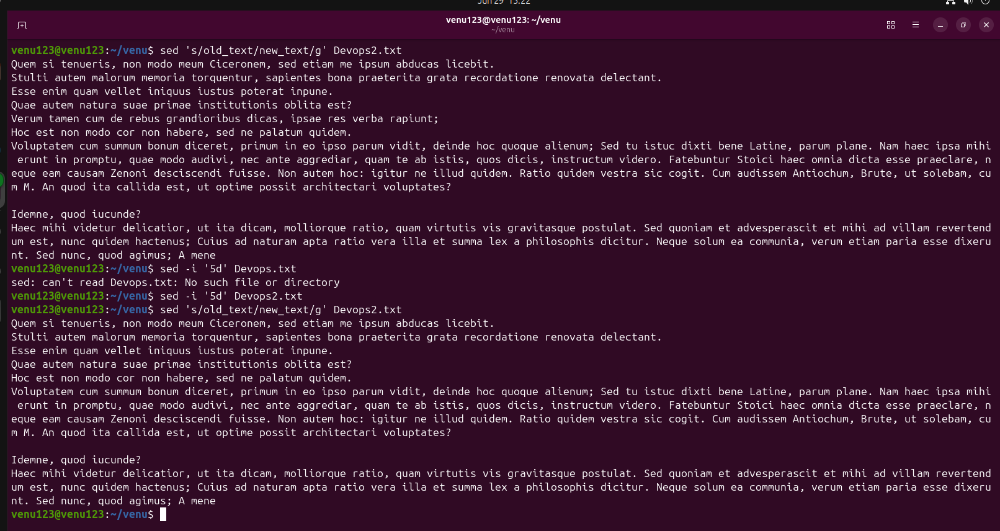 Jun 29 15:22
venu123@venu123: ~/venu
~/venu
venu123@venu123:~/venu$ sed 's/old_text/new_text/g' Devops2.txt
Quem si tenueris, non modo meum Ciceronem, sed etiam me ipsum abducas licebit.
Stulti autem malorum memoria torquentur, sapientes bona praeterita grata recordatione renovata delectant.
Esse enim quam vellet iniquus iustus poterat inpune.
Quae autem natura suae primae institutionis oblita est?
Verum tamen cum de rebus grandioribus dicas, ipsae res verba rapiunt;
Hoc est non modo cor non habere, sed ne palatum quidem.
Voluptatem cum summum bonum diceret, primum in eo ipso parum vidit, deinde hoc quoque alienum; Sed tu istuc dixti bene Latine, parum plane. Nam haec ipsa mihi
erunt in promptu, quae modo audivi, nec ante aggrediar, quam te ab istis, quos dicis, instructum videro. Fatebuntur Stoici haec omnia dicta esse praeclare, n
eque eam causam Zenoni desciscendi fuisse. Non autem hoc: igitur ne illud quidem. Ratio quidem vestra sic cogit. Cum audissem Antiochum, Brute, ut solebam, cu
m M. An quod ita callida est, ut optime possit architectari voluptates?
Idemne, quod iucunde?
Haec mihi videtur delicatior, ut ita dicam, molliorque ratio, quam virtutis vis gravitasque postulat. Sed quoniam et advesperascit et mihi ad villam revertend
um est, nunc quidem hactenus; Cuius ad naturam apta ratio vera illa et summa lex a philosophis dicitur. Neque solum ea communia, verum etiam paria esse dixeru
nt. Sed nunc, quod agimus; A mene
venu123@venu123:~/venu$ sed -i '5d' Devops.txt
sed: can't read Devops.txt: No such file or directory
venu123@venu123:~/venu$ sed -i '5d' Devops2.txt
venu123@venu123:~/venu$ sed 's/old_text/new_text/g' Devops2.txt
Quem si tenueris, non modo meum Ciceronem, sed etiam me ipsum abducas licebit.
Stulti autem malorum memoria torquentur, sapientes bona praeterita grata recordatione renovata delectant.
Esse enim quam vellet iniquus iustus poterat inpune.
Quae autem natura suae primae institutionis oblita est?
Hoc est non modo cor non habere, sed ne palatum quidem.
Voluptatem cum summum bonum diceret, primum in eo ipso parum vidit, deinde hoc quoque alienum; Sed tu istuc dixti bene Latine, parum plane. Nam haec ipsa mihi
erunt in promptu, quae modo audivi, nec ante aggrediar, quam te ab istis, quos dicis, instructum videro. Fatebuntur Stoici haec omnia dicta esse praeclare, n
eque eam causam Zenoni desciscendi fuisse. Non autem hoc: igitur ne illud quidem. Ratio quidem vestra sic cogit. Cum audissem Antiochum, Brute, ut solebam, cu
m M. An quod ita callida est, ut optime possit architectari voluptates?
Idemne, quod iucunde?
Haec mihi videtur delicatior, ut ita dicam, molliorque ratio, quam virtutis vis gravitasque postulat. Sed quoniam et advesperascit et mihi ad villam revertend
um est, nunc quidem hactenus; Cuius ad naturam apta ratio vera illa et summa lex a philosophis dicitur. Neque solum ea communia, verum etiam paria esse dixeru
nt. Sed nunc, quod agimus; A mene
venu123@venu123:~/venu$